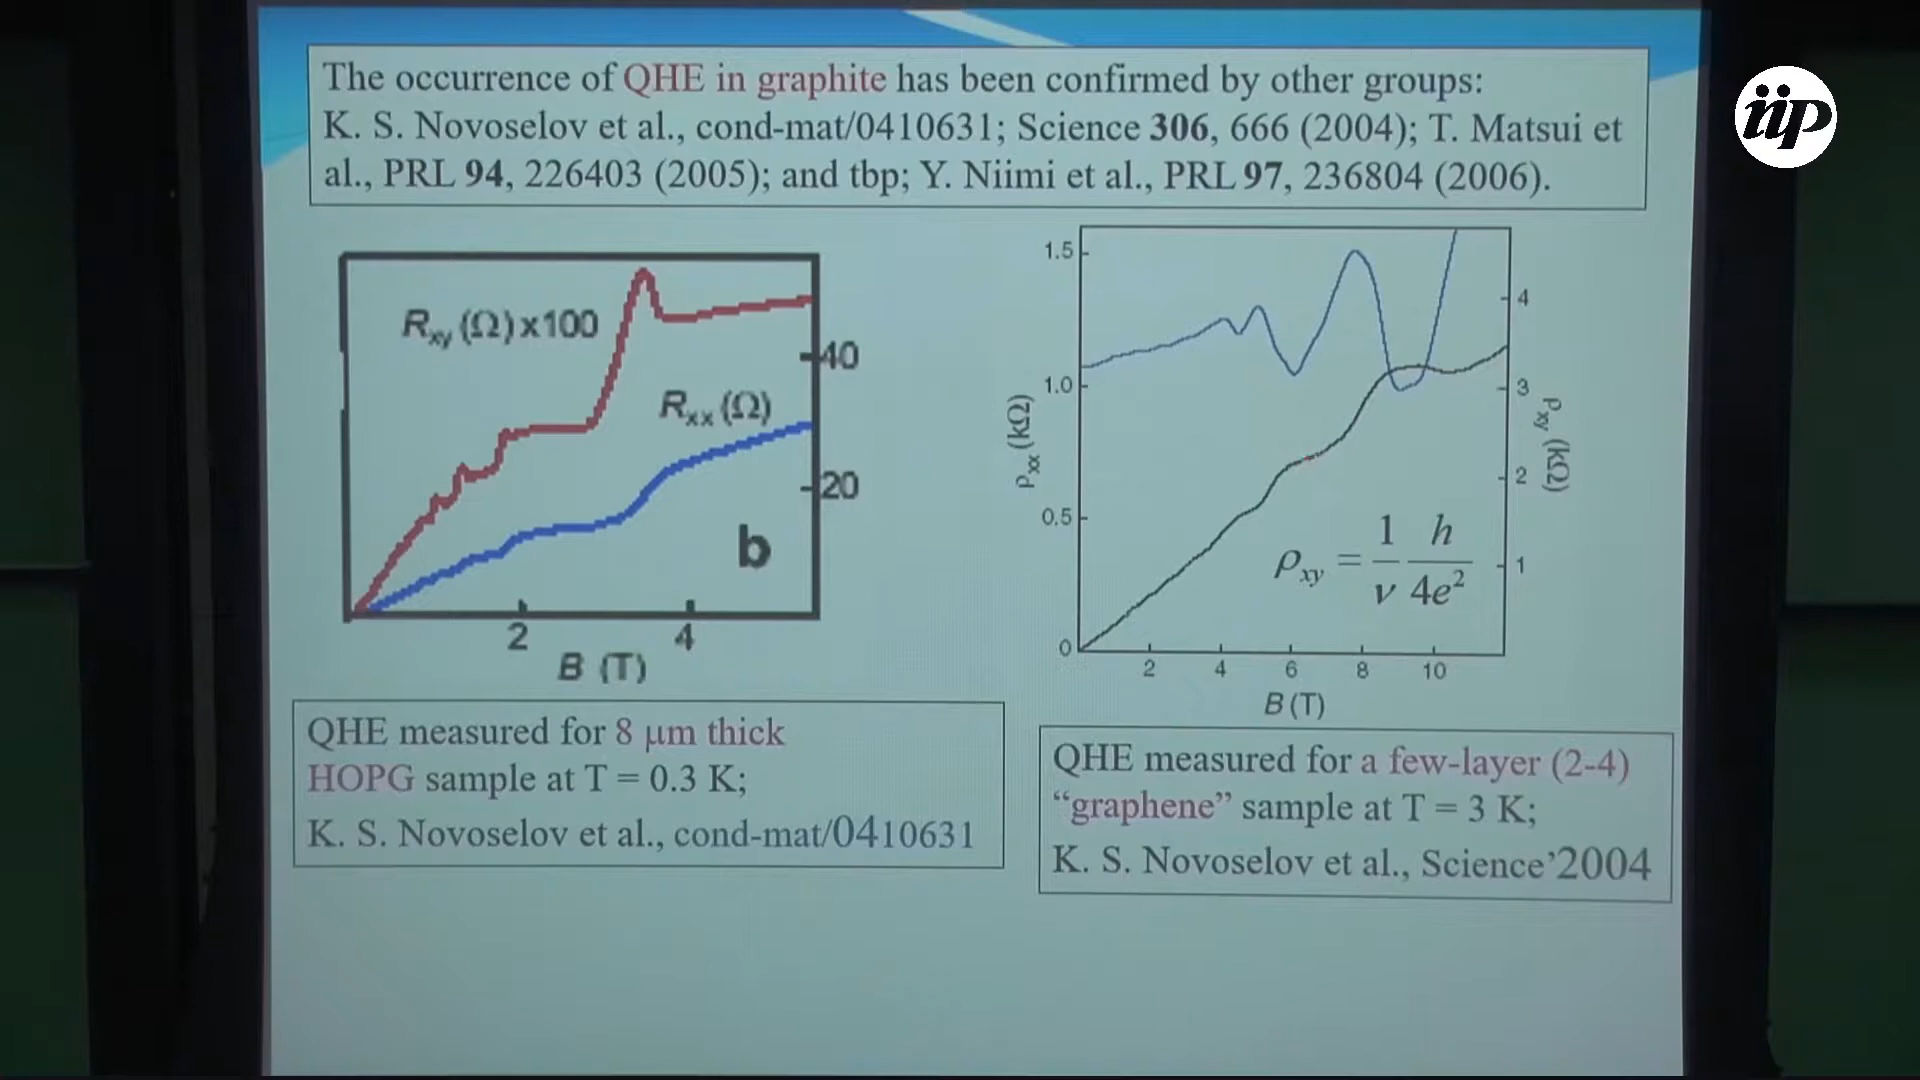 iip
The occurrence of QHE in graphite has been confirmed by other groups:
K. S. Novoselov et al., cond-mat/0410631; Science 306, 666 (2004); T. Matsui et
al., PRL 94, 226403 (2005); and tbp; Y. Niimi et al., PRL 97, 236804 (2006).
Rxy (Ω)x100
Rxx (Ω)
40
20
b
2
4
B (T)
1.5
1.0
0.5
0
ρxx (kΩ)
4
3
2
1
ρxy (kΩ)
ρxy = 1/ν h/4e²
2 4 6 8 10
B (T)
QHE measured for 8 μm thick
HOPG sample at T = 0.3 K;
K. S. Novoselov et al., cond-mat/0410631
QHE measured for a few-layer (2-4)
“graphene” sample at T = 3 K;
K. S. Novoselov et al., Science’2004